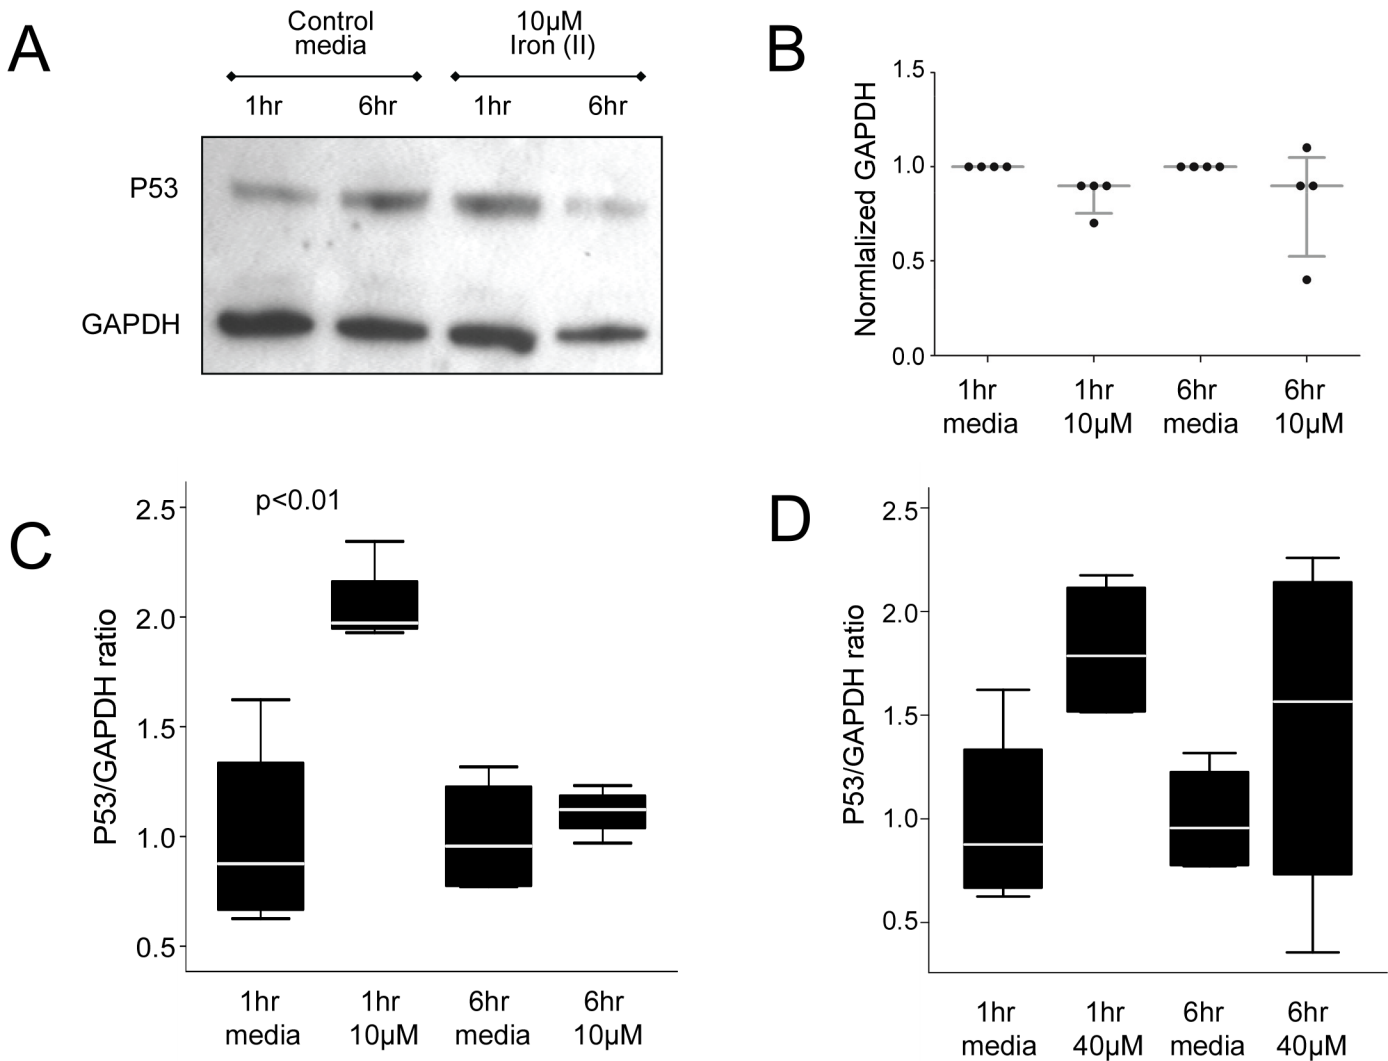 A
Control
media
10µM
Iron (II)
1hr
6hr
1hr
6hr
P53
GAPDH
B
Normlalized GAPDH
1.5
1.0
0.5
0.0
1hr
media
1hr
10µM
6hr
media
6hr
10µM
C
p<0.01
P53/GAPDH ratio
2.5
2.0
1.5
1.0
0.5
1hr
media
1hr
10µM
6hr
media
6hr
10µM
D
P53/GAPDH ratio
2.5
2.0
1.5
1.0
0.5
1hr
media
1hr
40µM
6hr
media
6hr
40µM